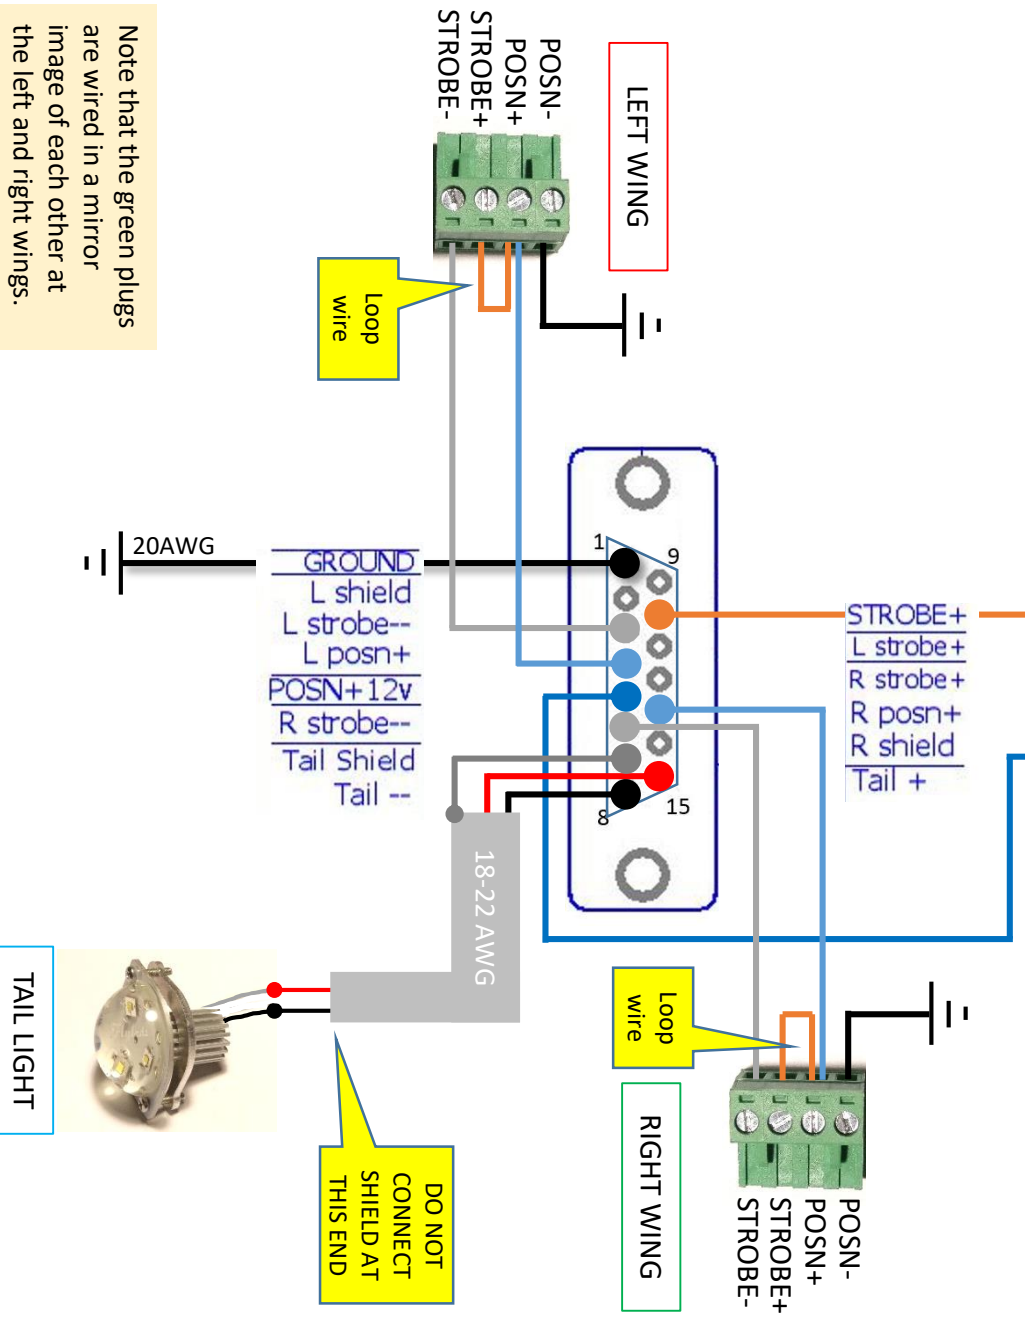 Note that the green plugs
are wired in a mirror
image of each other at
the left and right wings.
LEFT WING
POSN-
POSN+
STROBE+
STROBE-
Loop
wire
20AWG
GROUND
L shield
L strobe--
L posn+
POSN+12v
R strobe--
Tail Shield
Tail --
1
9
8
15
STROBE+
L strobe+
R strobe+
R posn+
R shield
Tail +
18-22 AWG
TAIL LIGHT
DO NOT
CONNECT
SHIELD AT
THIS END
Loop
wire
RIGHT WING
POSN-
POSN+
STROBE+
STROBE-